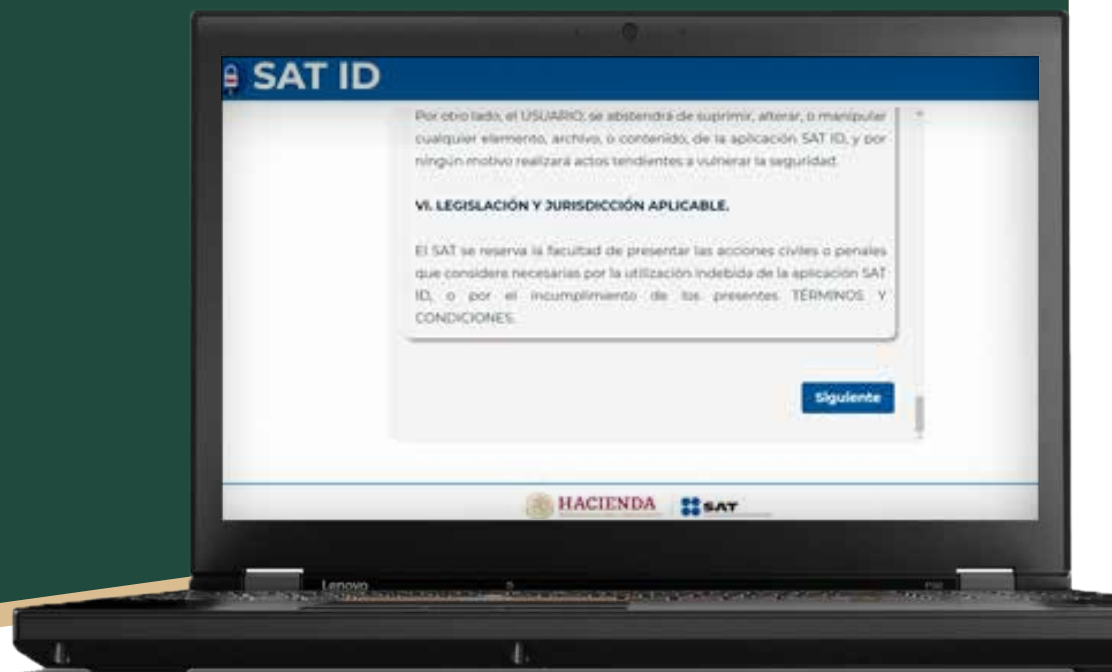 SAT ID
Por otro lado, el USUARIO, se abstendrá de suprimir, alterar, o manipular
cualquier elemento, archivo, o contenido, de la aplicación SAT ID, y por
ningún motivo realizará actos tendientes a vulnerar la seguridad.
VI. LEGISLACIÓN Y JURISDICCIÓN APLICABLE.
El SAT se reserva la facultad de presentar las acciones civiles o penales
que considere necesarias por la utilización indebida de la aplicación SAT
ID, o por el incumplimiento de los presentes TÉRMINOS Y
CONDICIONES.
Siguiente
HACIENDA SAT
Lenovo